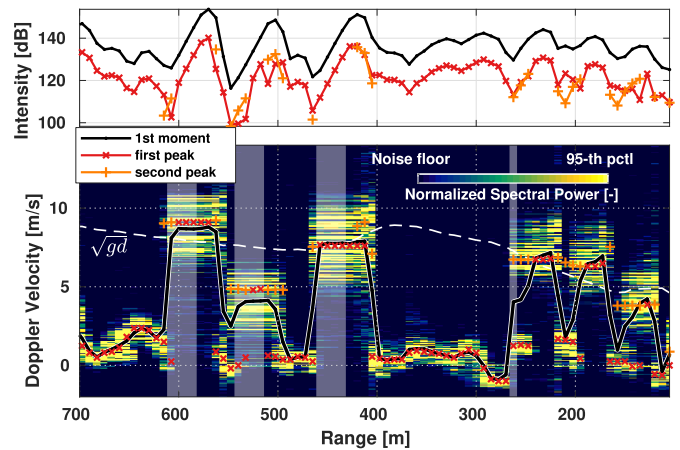 140
120
100
Intensity [dB]
1st moment
first peak
second peak
Noise floor 95-th pctl
Normalized Spectral Power [-]
√gd
10
5
0
Doppler Velocity [m/s]
700 600 500 400 300 200
Range [m]